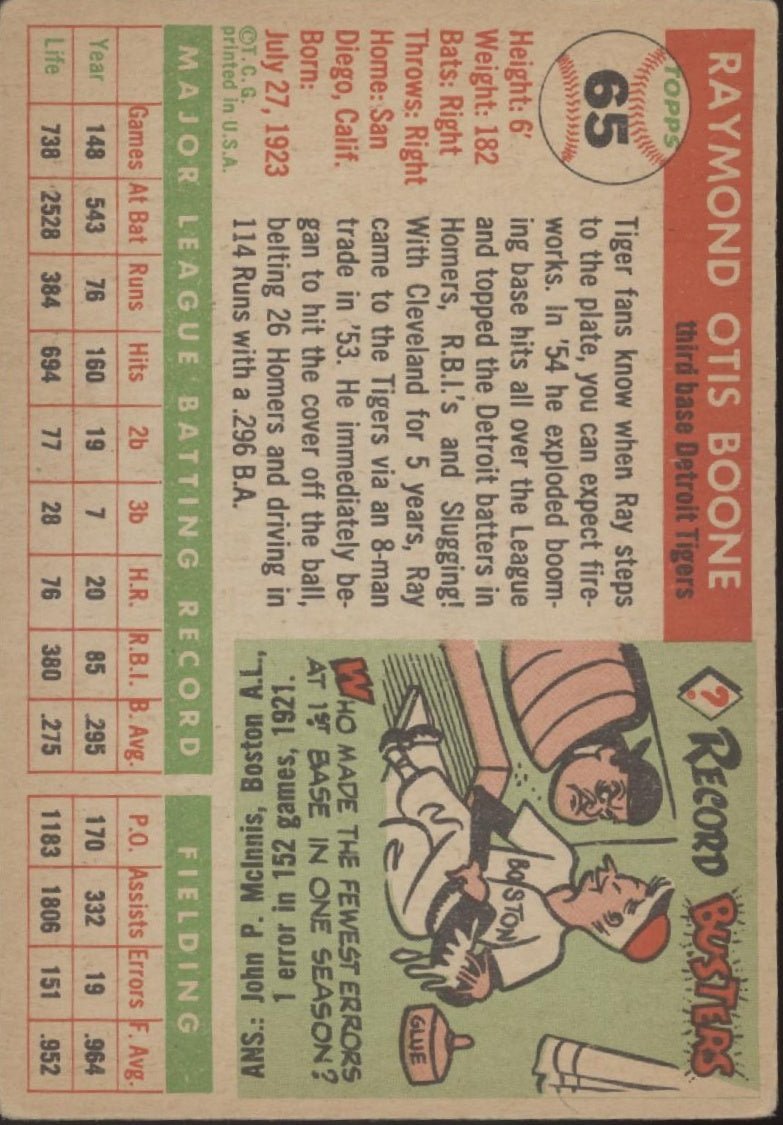 TOPPS
65
RAYMOND OTIS BOONE
third base Detroit Tigers
Height: 6'
Weight: 182
Bats: Right
Throws: Right
Home: San
Diego, Calif.
Born:
July 27, 1923
©T. C. G.
printed in U.S.A.
Tiger fans know when Ray steps
to the plate, you can expect fire-
works. In '54 he exploded boom-
ing base hits all over the League
and topped the Detroit batters in
Homers, R.B.I.'s and Slugging!
With Cleveland for 5 years, Ray
came to the Tigers via an 8-man
trade in '53. He immediately be-
gan to hit the cover off the ball,
belting 26 Homers and driving in
114 Runs with a .296 B.A.
? RECORD BUSTERS
BOSTON
GLUE
WHO MADE THE FEWEST ERRORS
AT 1ST BASE IN ONE SEASON?
ANS.: John P. McInnis, Boston A.L.,
1 error in 152 games, 1921.
MAJOR LEAGUE BATTING RECORD FIELDING
Games At Bat Runs Hits 2b 3b H.R. R.B.I. B. Avg. P.O. Assists Errors F. Avg.
Year 148 543 76 160 19 7 20 85 .295 170 332 19 .964
Life 738 2528 384 694 77 28 76 380 .275 1183 1806 151 .952